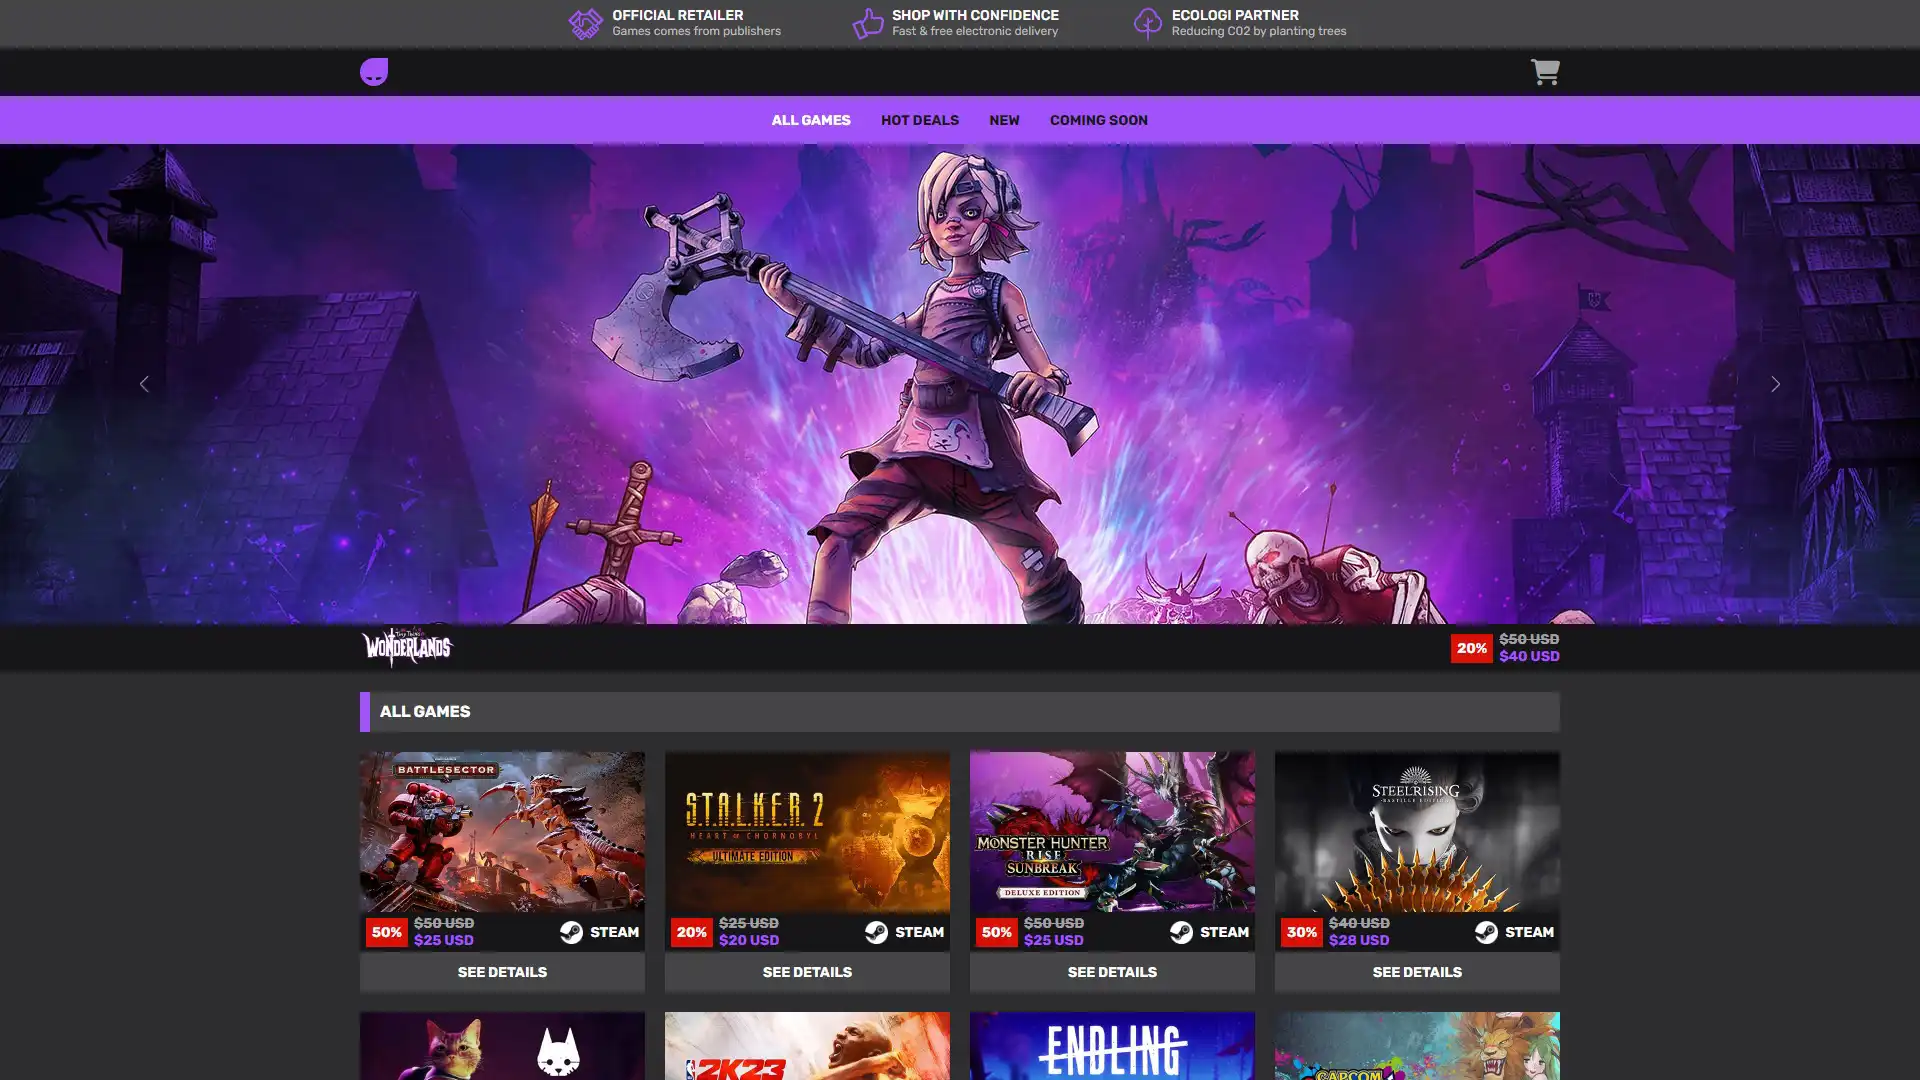 OFFICIAL RETAILER
Games comes from publishers
SHOP WITH CONFIDENCE
Fast & free electronic delivery
ECOLOGI PARTNER
Reducing CO2 by planting trees
ALL GAMES
HOT DEALS
NEW
COMING SOON
Tiny Tina's
WONDERLANDS
20%
$50 USD
$40 USD
ALL GAMES
BATTLESECTOR
S.T.A.L.K.E.R. 2
HEART OF CHORNOBYL
ULTIMATE EDITION
MONSTER HUNTER
RISE
SUNBREAK
DELUXE EDITION
STEELRISING
BASTILLE EDITION
50%
$50 USD
$25 USD
STEAM
20%
$25 USD
$20 USD
STEAM
50%
$50 USD
$25 USD
STEAM
30%
$40 USD
$28 USD
STEAM
SEE DETAILS
SEE DETAILS
SEE DETAILS
SEE DETAILS
2K23
ENDLING
CAPCOM